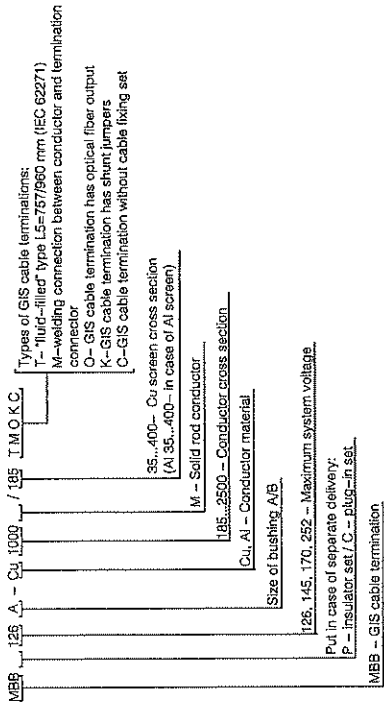 MBB _ 126 A – Cu 1000 _ / 185 T M O K C
Types of GIS cable terminations:
T– "fluid–filled" type L5=757/960 mm (IEC 62271)
M–welding connection between conductor and termination
connector
O– GIS cable termination has optical fiber output
K–GIS cable termination has shunt jumpers
C–GIS cable termination without cable fixing set
35...400– Cu screen cross section
(Al 35...400– in case of Al screen)
M – Solid rod conductor
185...2500 – Conductor cross section
Cu, Al – Conductor material
Size of bushing A/B
126, 145, 170, 252 – Maximum system voltage
Put in case of separate delivery:
P – insulator set / C – plug–in set
MBB – GIS cable termination